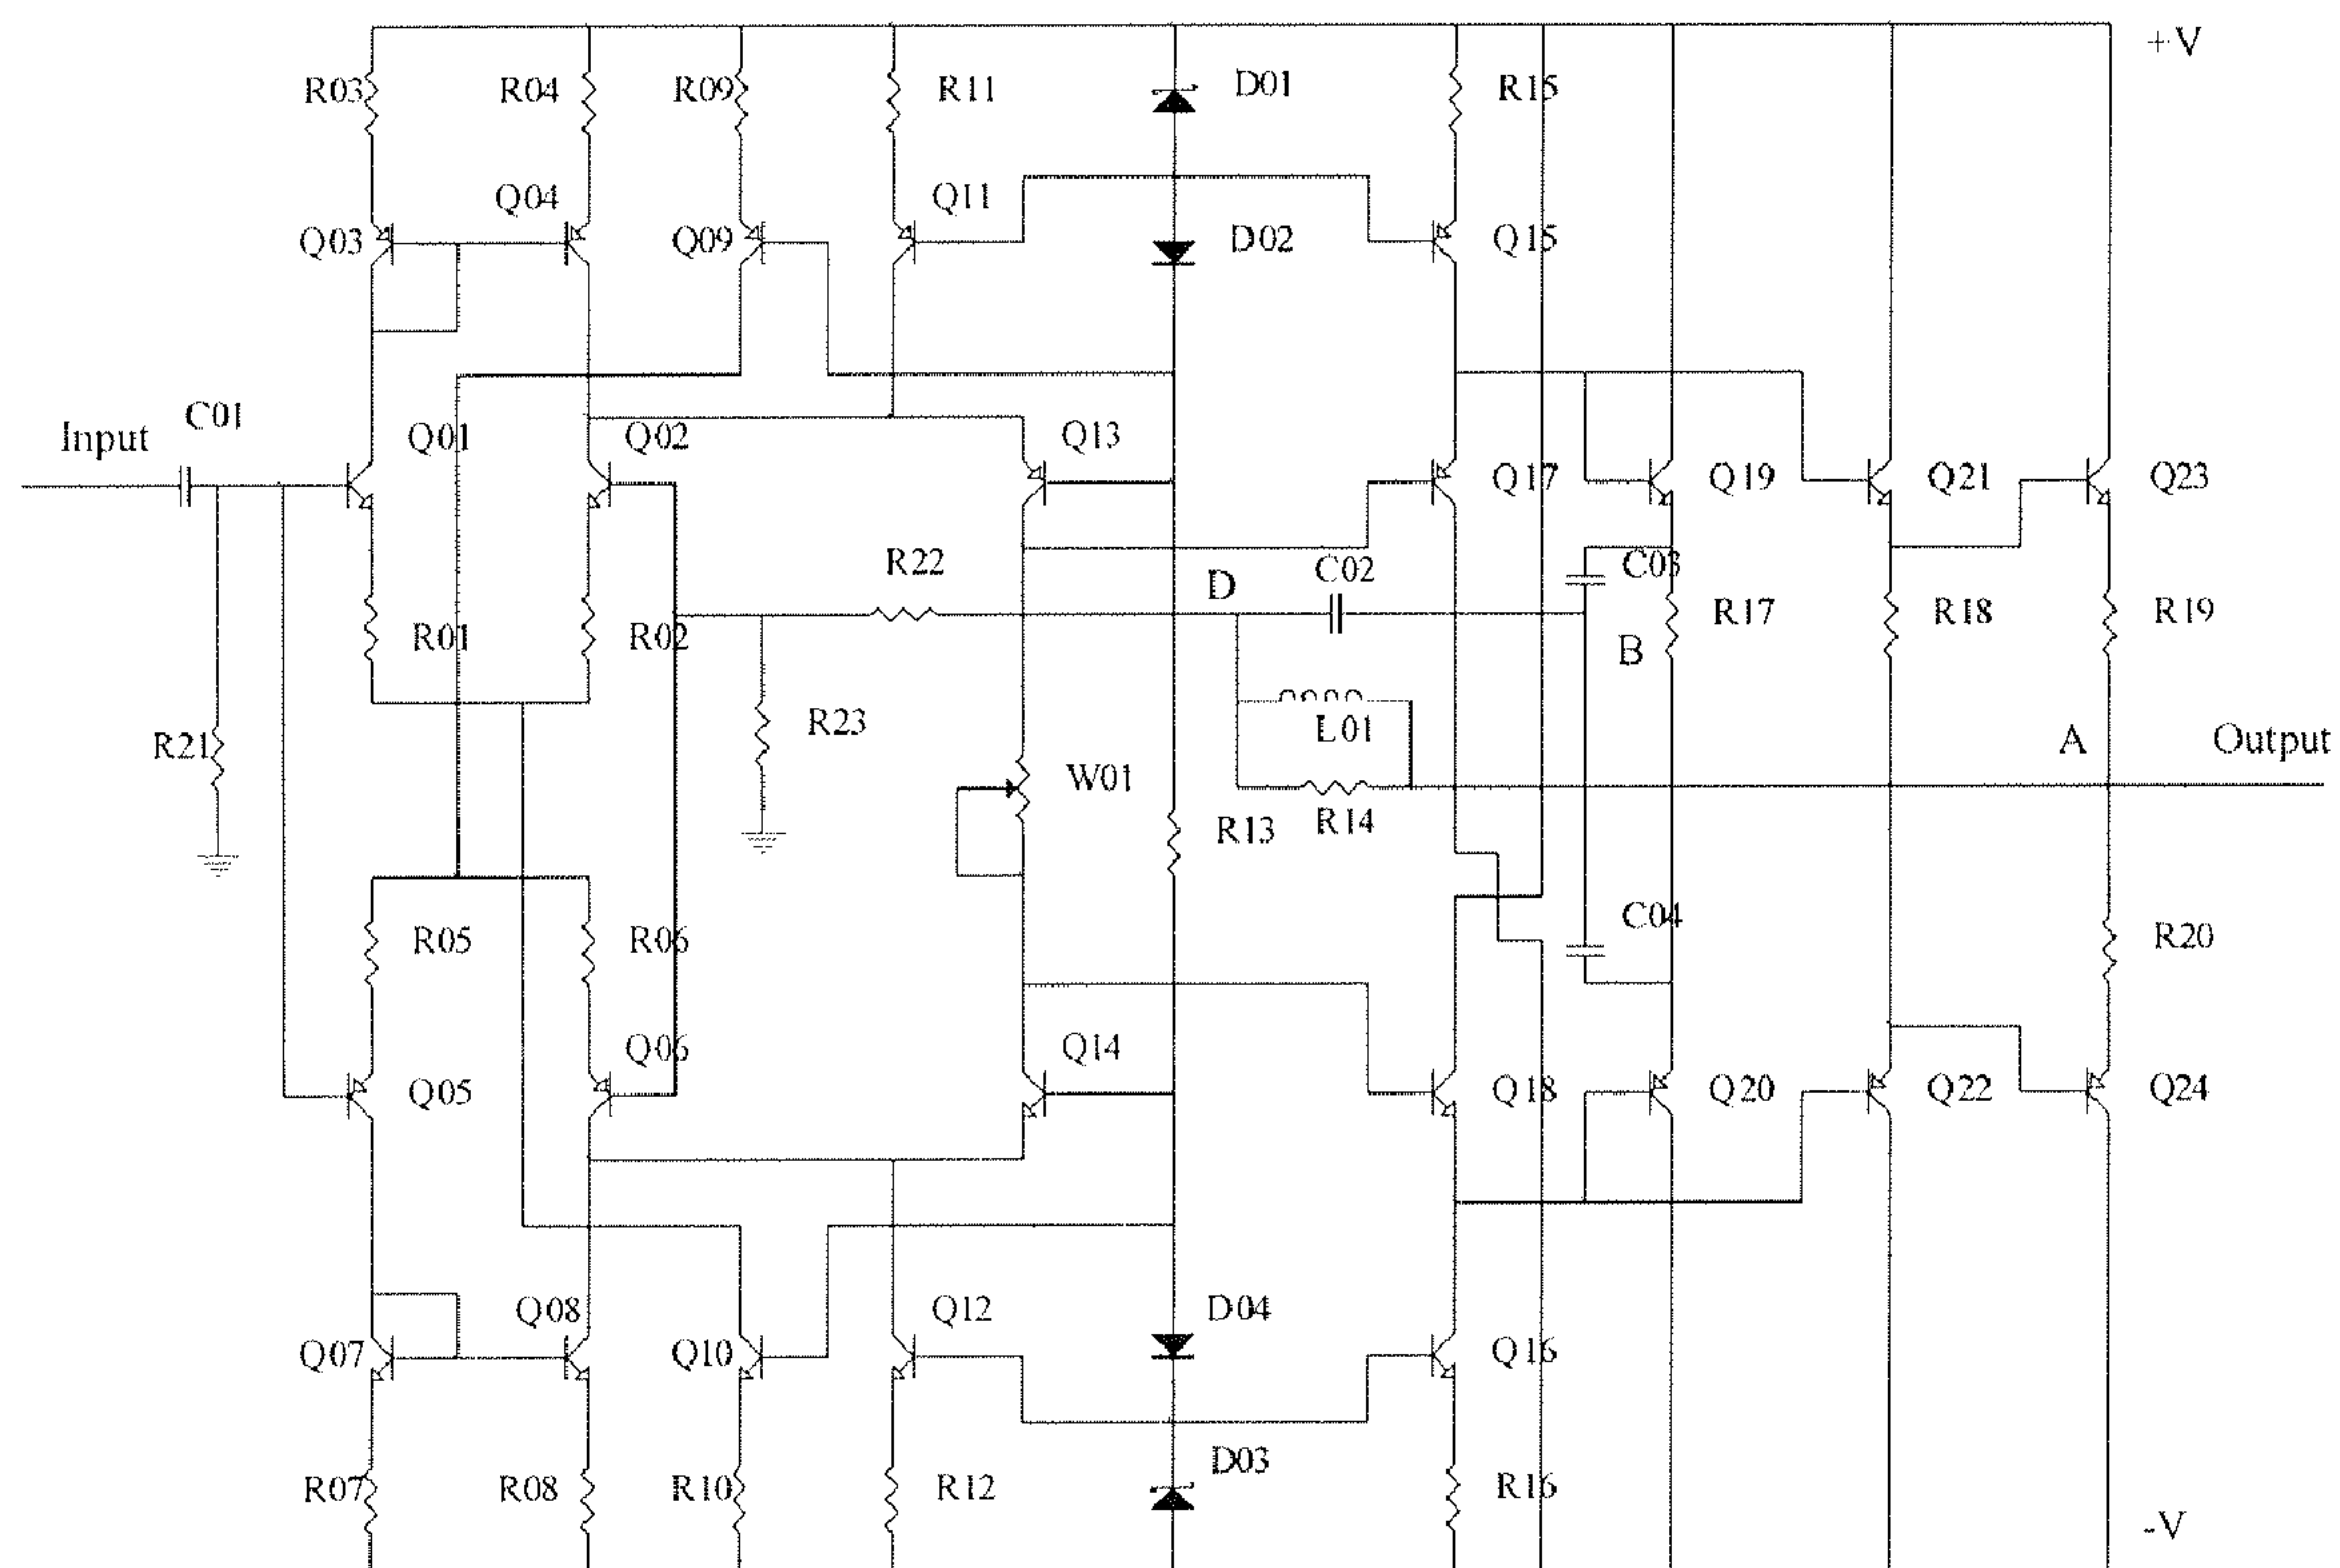 +V
R03
R04
R09
R11
D01
R15
Q04
Q11
Q03
Q09
D02
Q15
C01
Input
Q01
Q02
Q13
Q17
Q19
Q21
Q23
R22
D
C02
C03
R01
R02
B
R17
R18
R19
R21
R23
W01
L01
A
Output
R13
R14
C04
R05
R06
R20
Q06
Q14
Q05
Q18
Q20
Q22
Q24
Q08
Q12
D04
Q07
Q10
Q16
D03
R07
R08
R10
R12
R16
-V